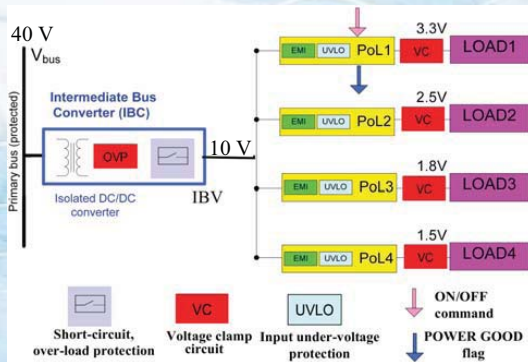 40 V
V bus
Primary bus (protected)
Intermediate Bus
Converter (IBC)
OVP
Isolated DC/DC
converter
10 V
IBV
EMI UVLO PoL1 3.3V VC LOAD1
EMI UVLO PoL2 2.5V VC LOAD2
EMI UVLO PoL3 1.8V VC LOAD3
EMI UVLO PoL4 1.5V VC LOAD4
Short-circuit,
over-load protection
VC
Voltage clamp
circuit
UVLO
Input under-voltage
protection
ON/OFF
command
POWER GOOD
flag